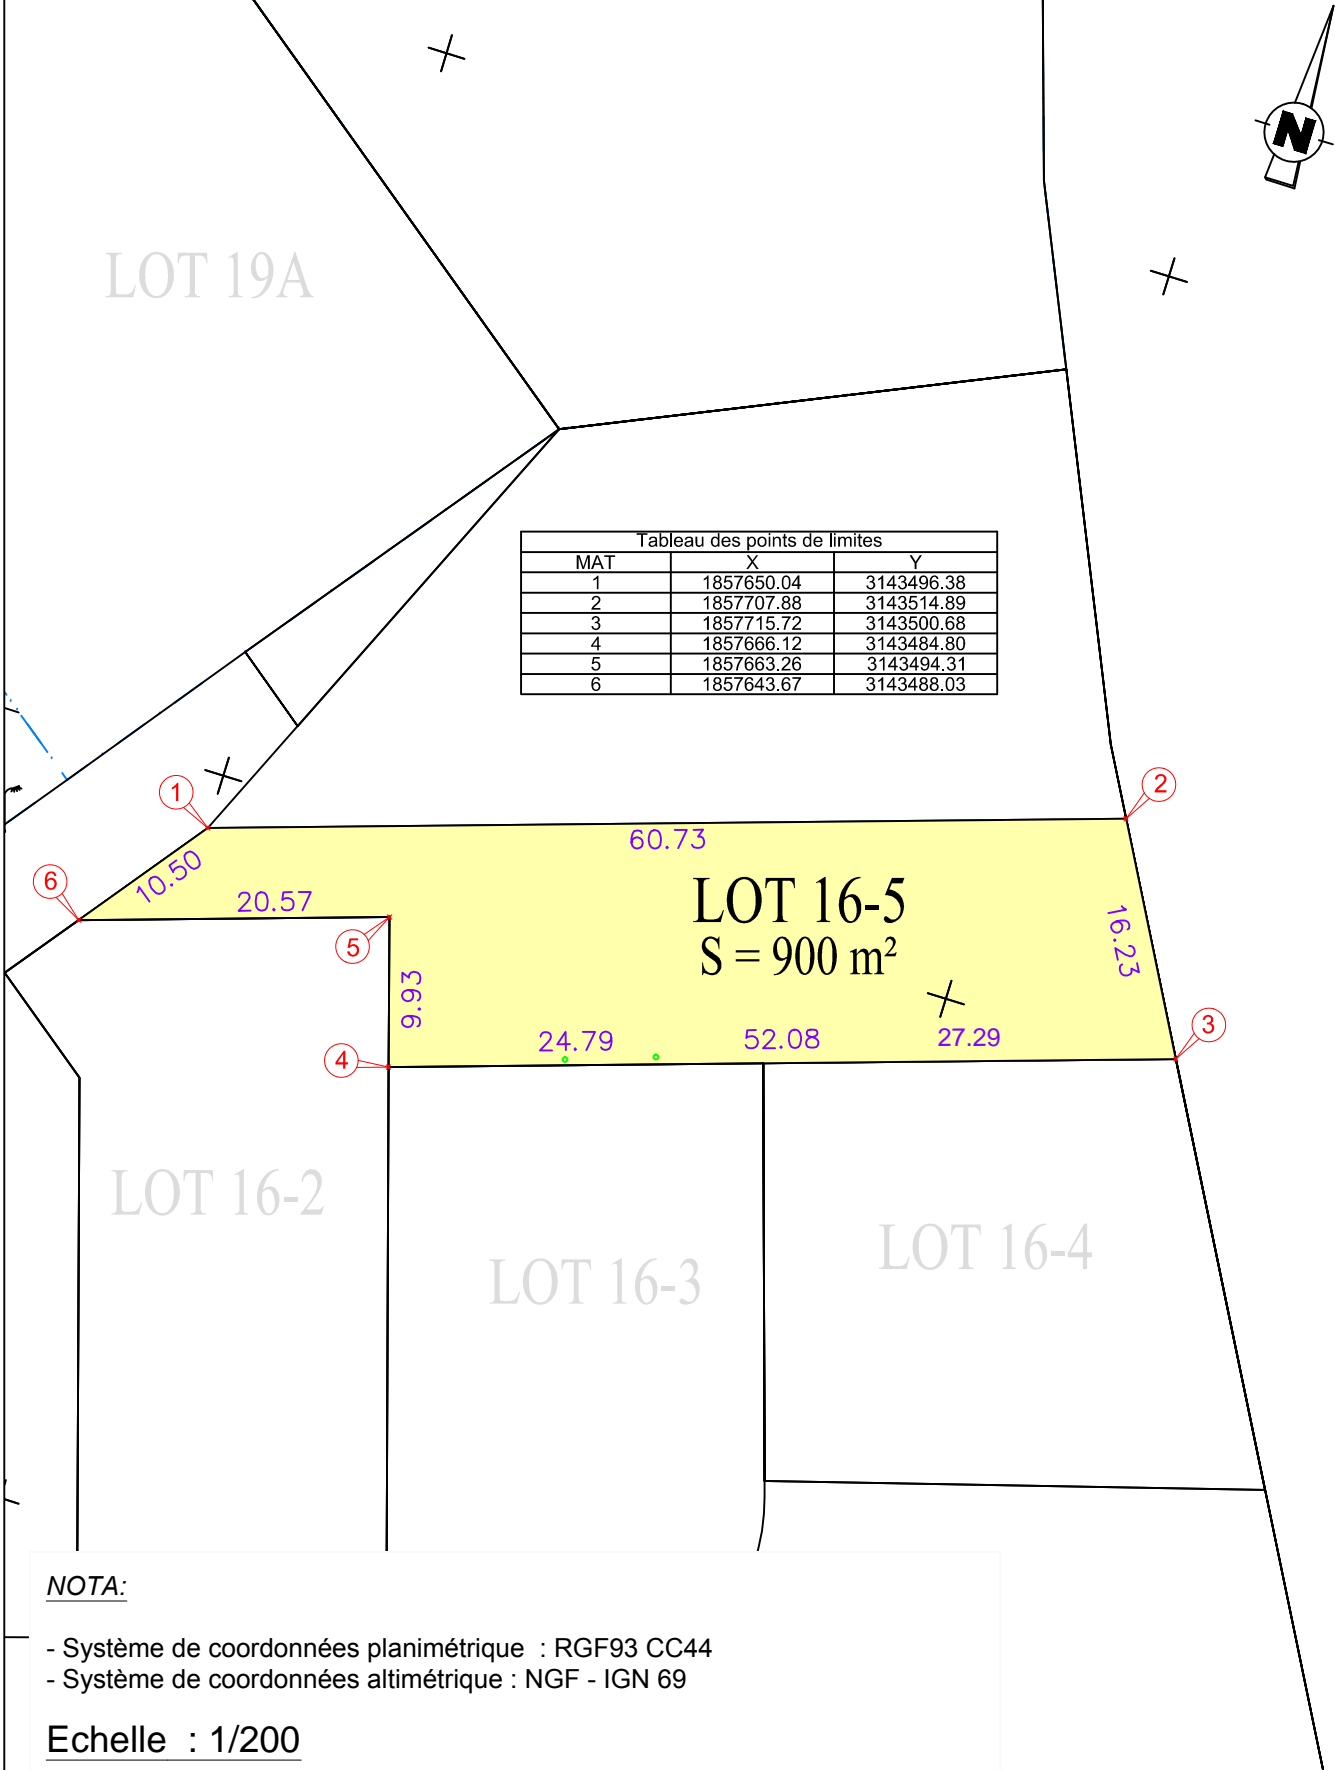 N
LOT 19A
Tableau des points de limites
MAT X Y
1 1857650.04 3143496.38
2 1857707.88 3143514.89
3 1857715.72 3143500.68
4 1857666.12 3143484.80
5 1857663.26 3143494.31
6 1857643.67 3143488.03
1
2
60.73
10.50
6
20.57
LOT 16-5
S = 900 m²
16.23
5
9.93
24.79
52.08
27.29
3
4
LOT 16-2
LOT 16-3
LOT 16-4
NOTA:
- Système de coordonnées planimétrique : RGF93 CC44
- Système de coordonnées altimétrique : NGF - IGN 69
Echelle : 1/200